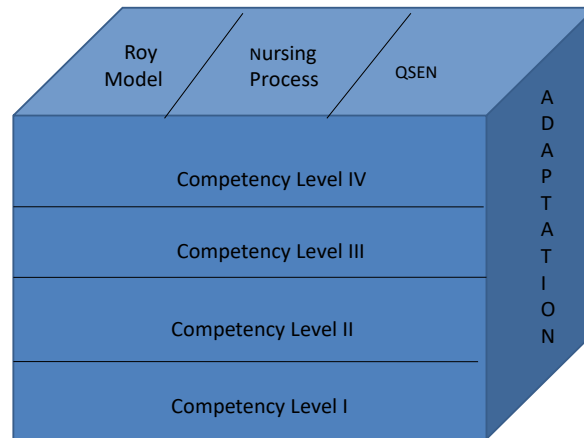 Roy
Model
Nursing
Process
QSEN
Competency Level IV
Competency Level III
Competency Level II
Competency Level I
A
D
A
P
T
A
T
I
O
N